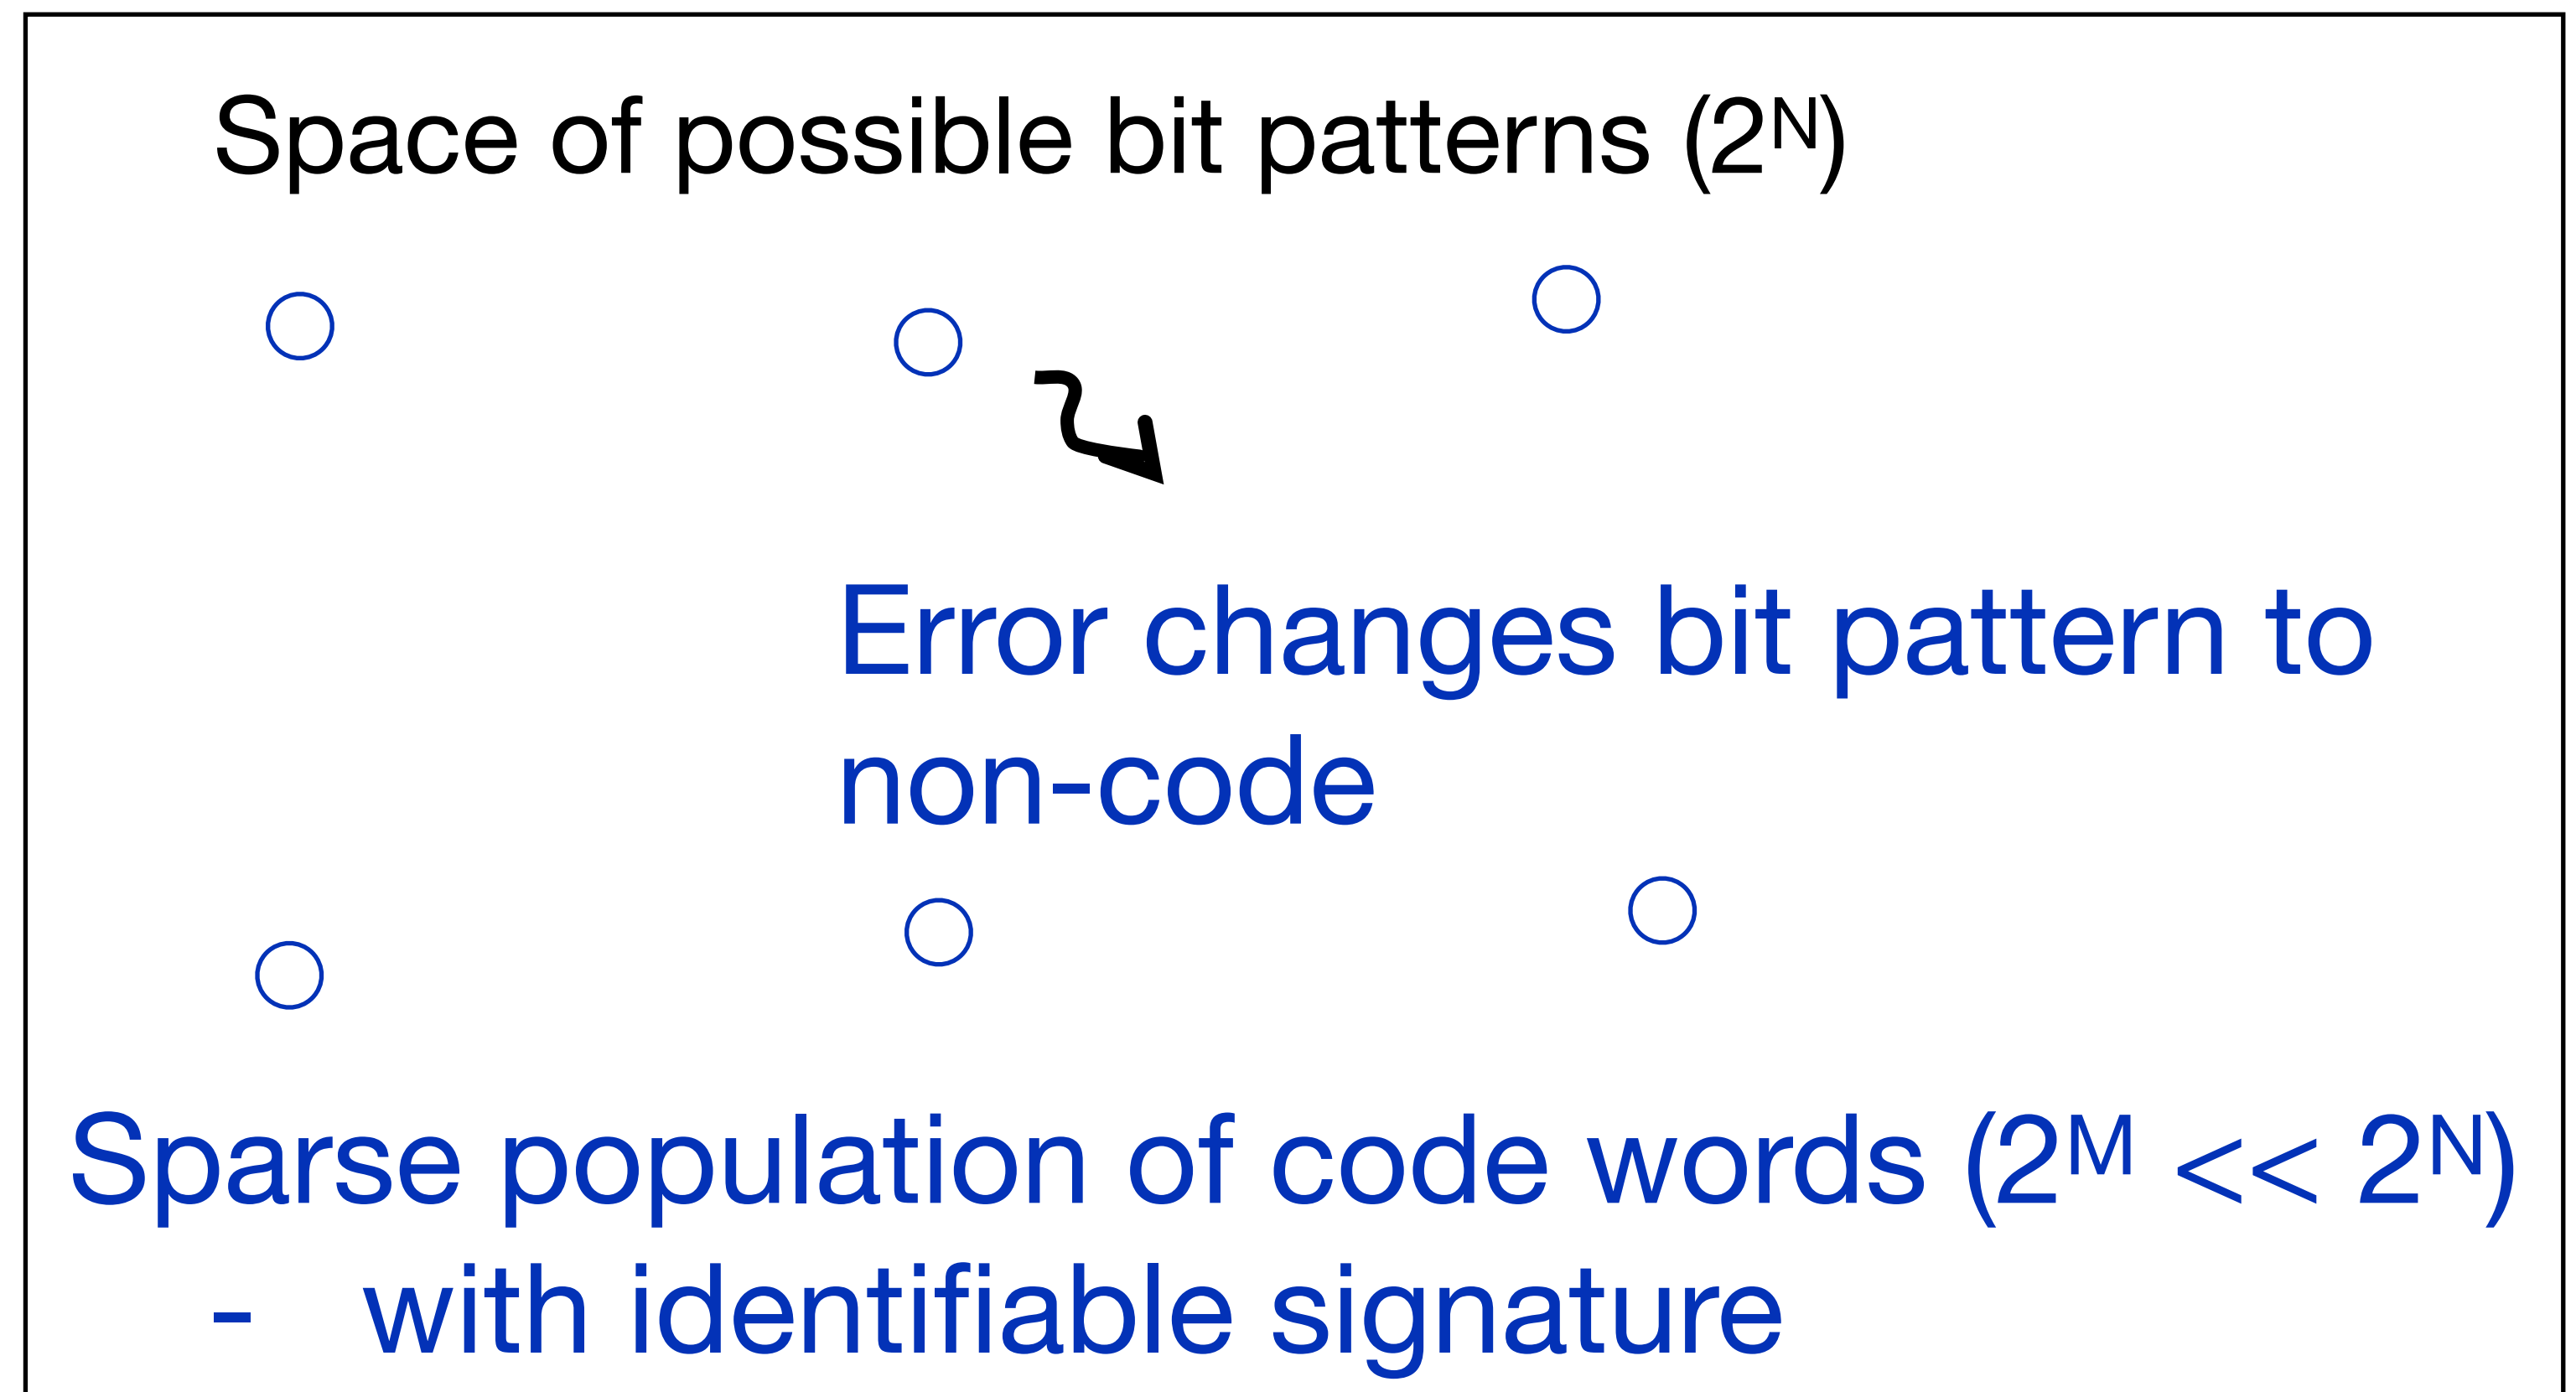 Space of possible bit patterns (2ᴺ)
Error changes bit pattern to
non-code
Sparse population of code words (2ᴹ << 2ᴺ)
- with identifiable signature